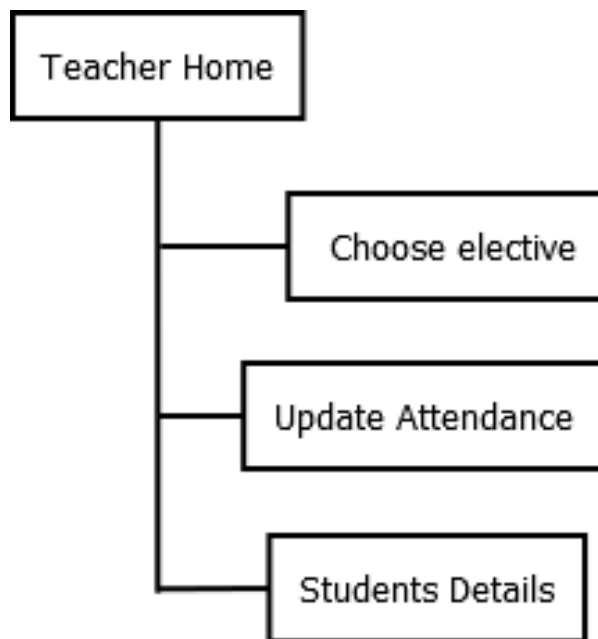 Teacher Home
Choose elective
Update Attendance
Students Details